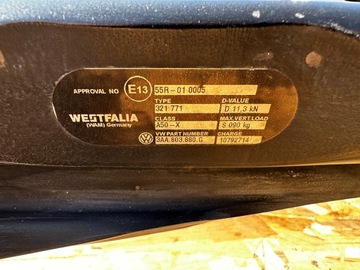 APPROVAL NO E13 55R-01 0005
TYPE D-VALUE
321 771 D 11,3 kN
WESTFALIA CLASS MAX.VERT.LOAD
(WAM) Germany A50-X S 090 kg
VW PART NUMBER CHARGE
3AA.803.880.G 10792714